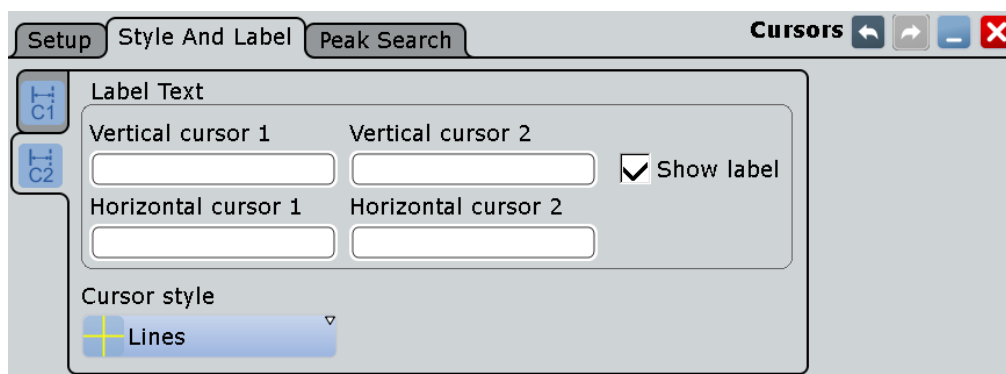 Setup Style And Label Peak Search Cursors
C1
Label Text
Vertical cursor 1 Vertical cursor 2
C2
Show label
Horizontal cursor 1 Horizontal cursor 2
Cursor style
Lines